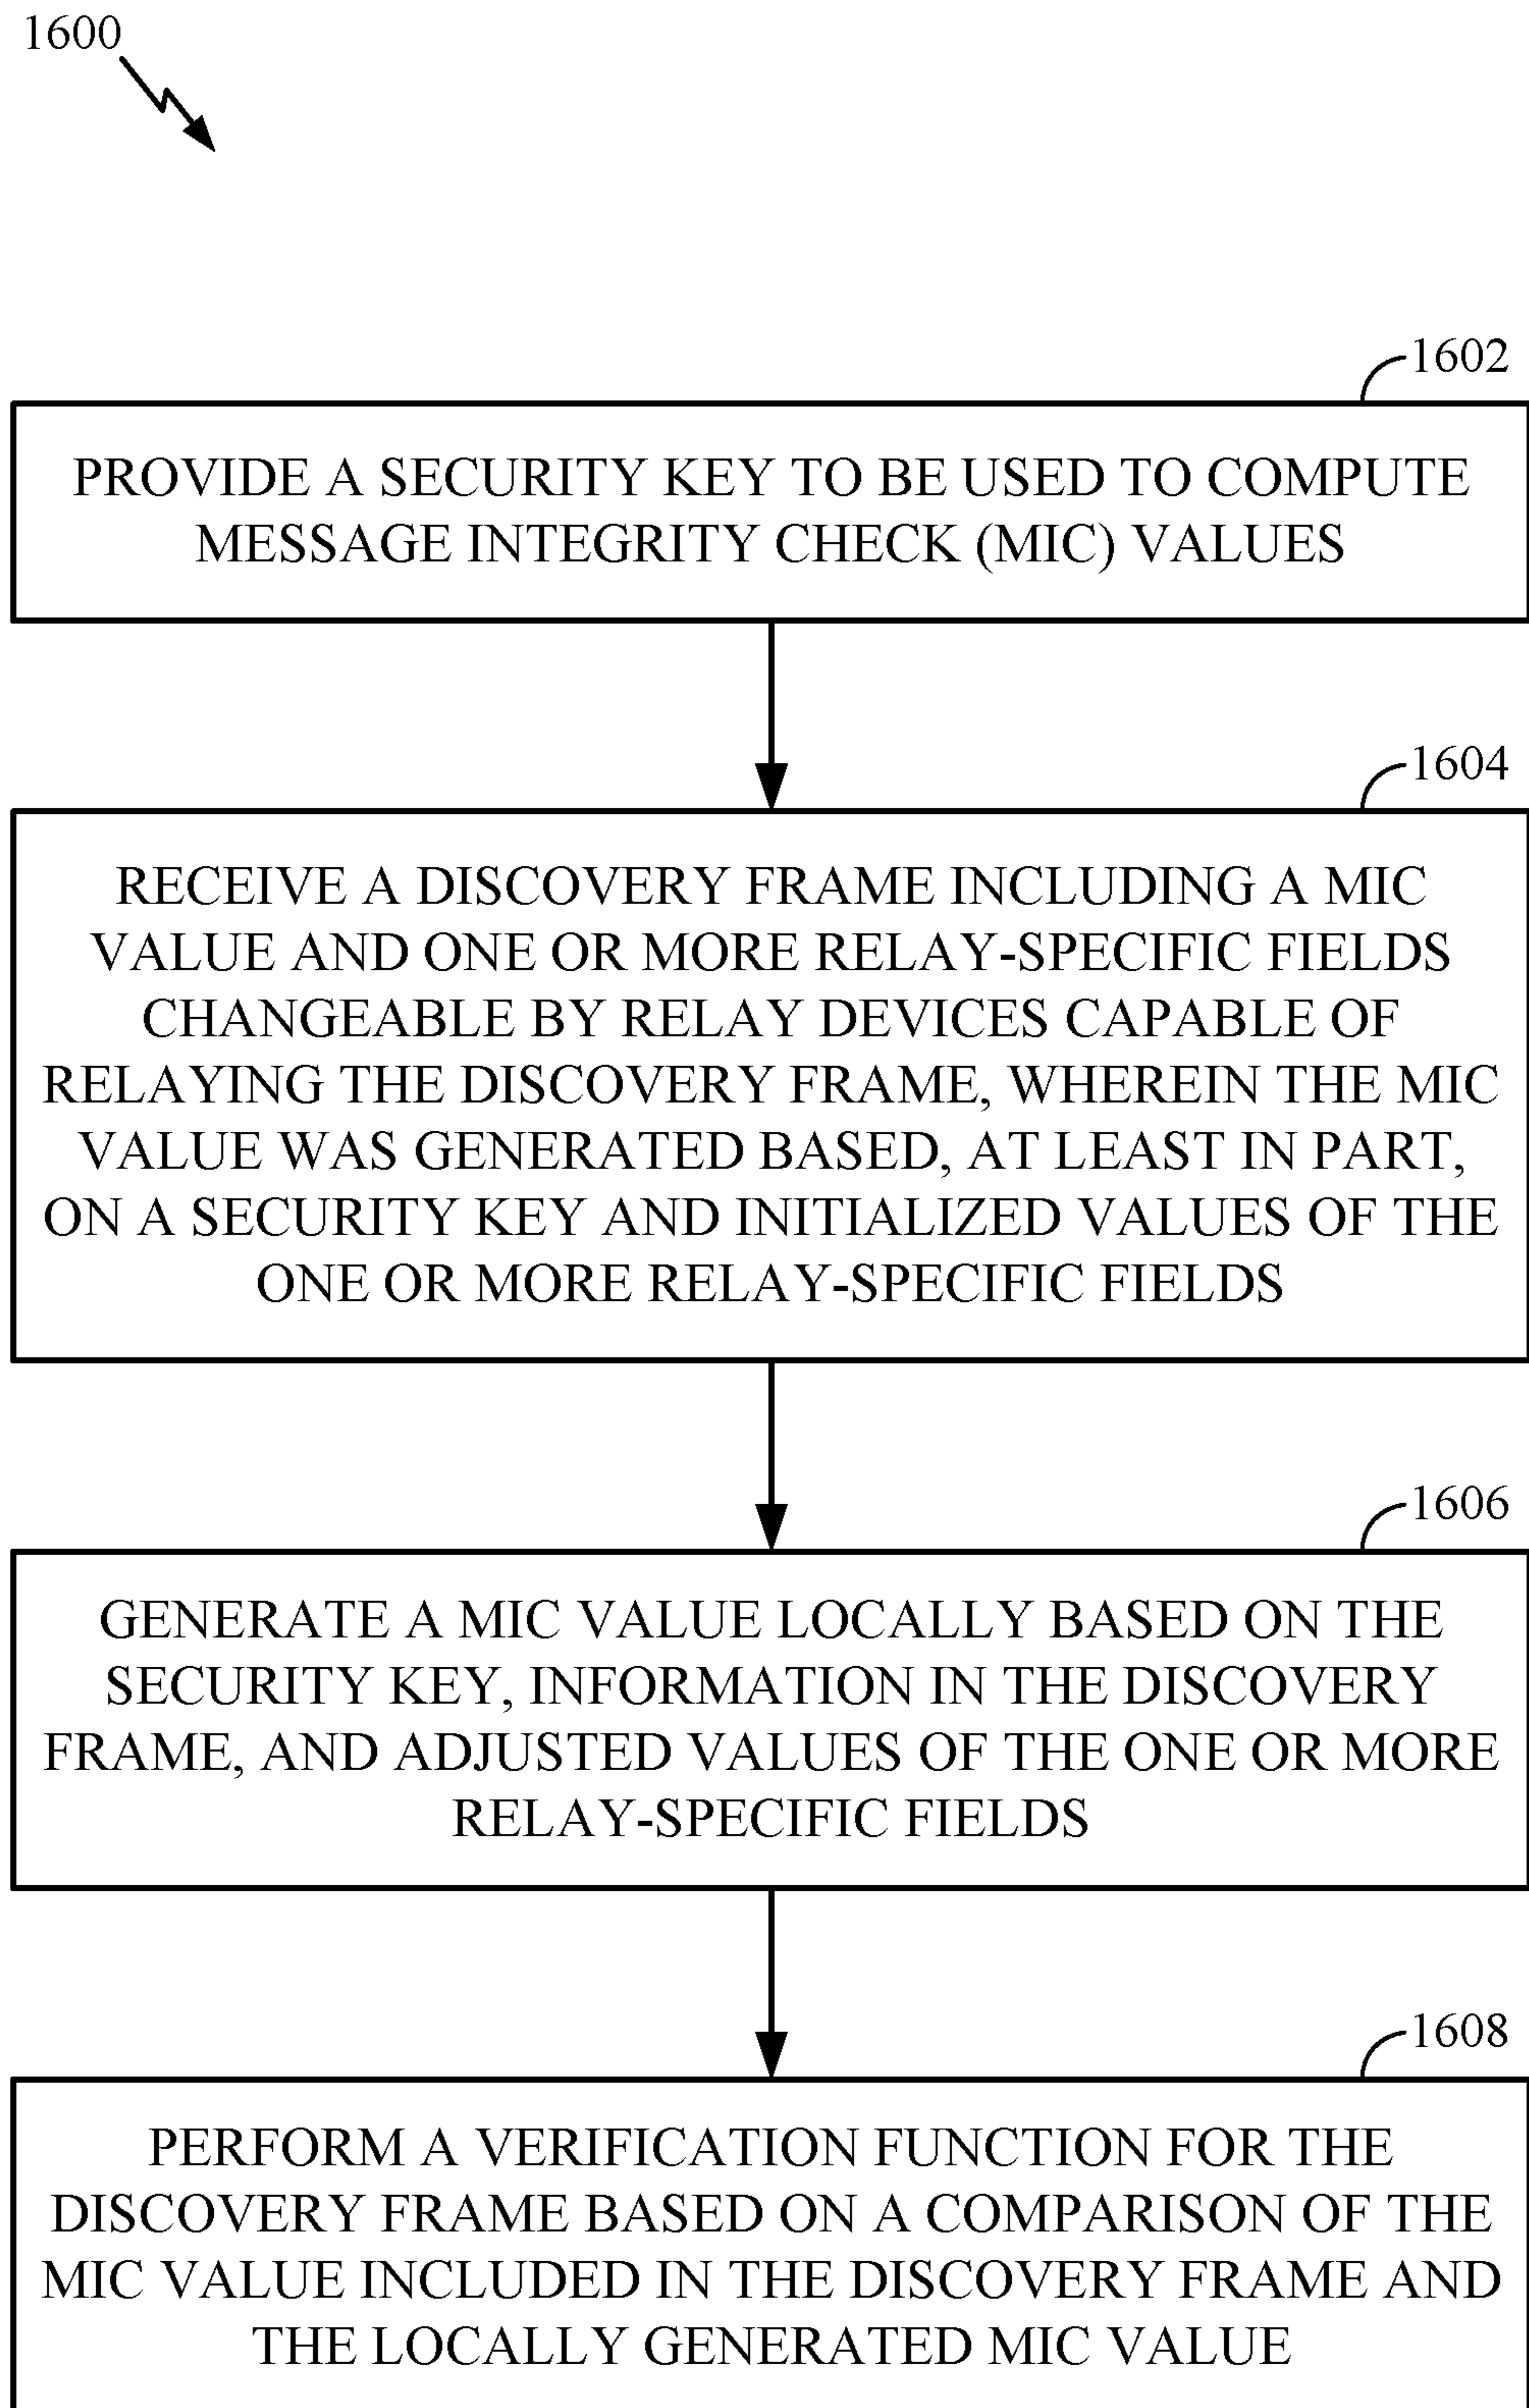 1600
1602
PROVIDE A SECURITY KEY TO BE USED TO COMPUTE
MESSAGE INTEGRITY CHECK (MIC) VALUES
1604
RECEIVE A DISCOVERY FRAME INCLUDING A MIC
VALUE AND ONE OR MORE RELAY-SPECIFIC FIELDS
CHANGEABLE BY RELAY DEVICES CAPABLE OF
RELAYING THE DISCOVERY FRAME, WHEREIN THE MIC
VALUE WAS GENERATED BASED, AT LEAST IN PART,
ON A SECURITY KEY AND INITIALIZED VALUES OF THE
ONE OR MORE RELAY-SPECIFIC FIELDS
1606
GENERATE A MIC VALUE LOCALLY BASED ON THE
SECURITY KEY, INFORMATION IN THE DISCOVERY
FRAME, AND ADJUSTED VALUES OF THE ONE OR MORE
RELAY-SPECIFIC FIELDS
1608
PERFORM A VERIFICATION FUNCTION FOR THE
DISCOVERY FRAME BASED ON A COMPARISON OF THE
MIC VALUE INCLUDED IN THE DISCOVERY FRAME AND
THE LOCALLY GENERATED MIC VALUE